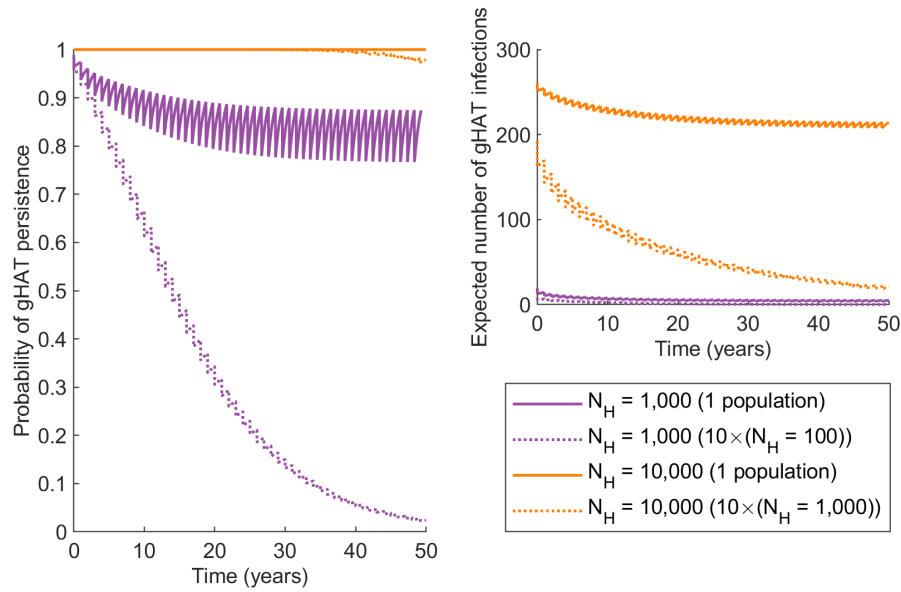 Probability of gHAT persistence
1
0.9
0.8
0.7
0.6
0.5
0.4
0.3
0.2
0.1
0
0 10 20 30 40 50
Time (years)
Expected number of gHAT infections
300
200
100
0
0 10 20 30 40 50
Time (years)
N_H = 1,000 (1 population)
N_H = 1,000 (10×(N_H = 100))
N_H = 10,000 (1 population)
N_H = 10,000 (10×(N_H = 1,000))